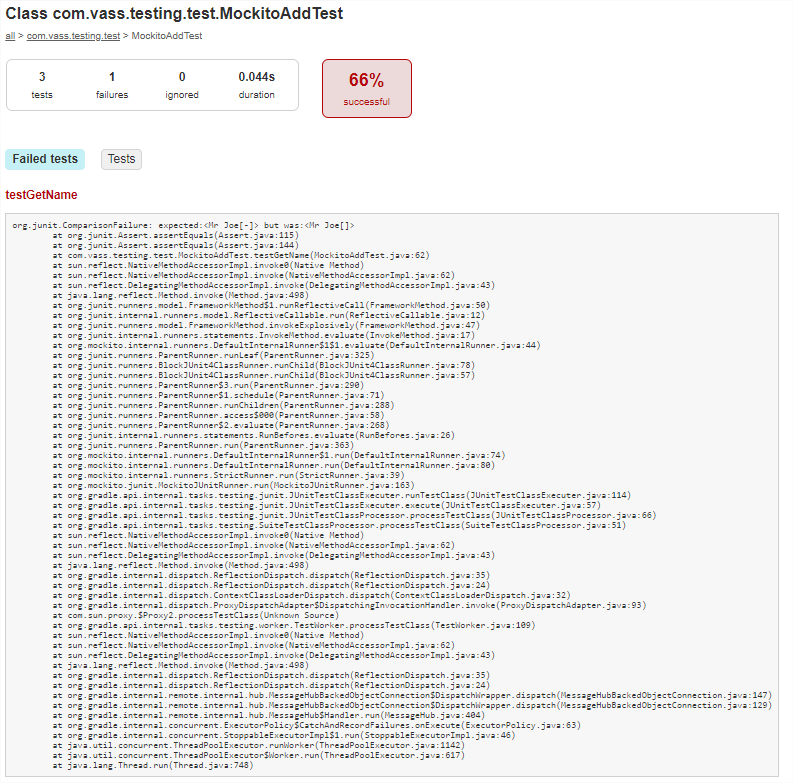 Class com.vass.testing.test.MockitoAddTest
all > com.vass.testing.test > MockitoAddTest
3 1 0 0.044s
tests failures ignored duration
66%
successful
Failed tests Tests
testGetName
org.junit.ComparisonFailure: expected:<Mr Joe[-]> but was:<Mr Joe[]>
at org.junit.Assert.assertEquals(Assert.java:115)
at org.junit.Assert.assertEquals(Assert.java:144)
at com.vass.testing.test.MockitoAddTest.testGetName(MockitoAddTest.java:62)
at sun.reflect.NativeMethodAccessorImpl.invoke0(Native Method)
at sun.reflect.NativeMethodAccessorImpl.invoke(NativeMethodAccessorImpl.java:62)
at sun.reflect.DelegatingMethodAccessorImpl.invoke(DelegatingMethodAccessorImpl.java:43)
at java.lang.reflect.Method.invoke(Method.java:498)
at org.junit.runners.model.FrameworkMethod$1.runReflectiveCall(FrameworkMethod.java:50)
at org.junit.internal.runners.model.ReflectiveCallable.run(ReflectiveCallable.java:12)
at org.junit.runners.model.FrameworkMethod.invokeExplosively(FrameworkMethod.java:47)
at org.junit.internal.runners.statements.InvokeMethod.evaluate(InvokeMethod.java:17)
at org.mockito.internal.runners.DefaultInternalRunner$1$1.evaluate(DefaultInternalRunner.java:44)
at org.junit.runners.ParentRunner.runLeaf(ParentRunner.java:325)
at org.junit.runners.BlockJUnit4ClassRunner.runChild(BlockJUnit4ClassRunner.java:78)
at org.junit.runners.BlockJUnit4ClassRunner.runChild(BlockJUnit4ClassRunner.java:57)
at org.junit.runners.ParentRunner$3.run(ParentRunner.java:290)
at org.junit.runners.ParentRunner$1.schedule(ParentRunner.java:71)
at org.junit.runners.ParentRunner.runChildren(ParentRunner.java:288)
at org.junit.runners.ParentRunner.access$000(ParentRunner.java:58)
at org.junit.runners.ParentRunner$2.evaluate(ParentRunner.java:268)
at org.junit.internal.runners.statements.RunBefores.evaluate(RunBefores.java:26)
at org.junit.runners.ParentRunner.run(ParentRunner.java:363)
at org.mockito.internal.runners.DefaultInternalRunner$1.run(DefaultInternalRunner.java:74)
at org.mockito.internal.runners.DefaultInternalRunner.run(DefaultInternalRunner.java:80)
at org.mockito.internal.runners.StrictRunner.run(StrictRunner.java:39)
at org.mockito.junit.MockitoJUnitRunner.run(MockitoJUnitRunner.java:163)
at org.gradle.api.internal.tasks.testing.junit.JUnitTestClassExecuter.runTestClass(JUnitTestClassExecuter.java:114)
at org.gradle.api.internal.tasks.testing.junit.JUnitTestClassExecuter.execute(JUnitTestClassExecuter.java:57)
at org.gradle.api.internal.tasks.testing.junit.JUnitTestClassProcessor.processTestClass(JUnitTestClassProcessor.java:66)
at org.gradle.api.internal.tasks.testing.SuiteTestClassProcessor.processTestClass(SuiteTestClassProcessor.java:51)
at sun.reflect.NativeMethodAccessorImpl.invoke0(Native Method)
at sun.reflect.NativeMethodAccessorImpl.invoke(NativeMethodAccessorImpl.java:62)
at sun.reflect.DelegatingMethodAccessorImpl.invoke(DelegatingMethodAccessorImpl.java:43)
at java.lang.reflect.Method.invoke(Method.java:498)
at org.gradle.internal.dispatch.ReflectionDispatch.dispatch(ReflectionDispatch.java:35)
at org.gradle.internal.dispatch.ReflectionDispatch.dispatch(ReflectionDispatch.java:24)
at org.gradle.internal.dispatch.ContextClassLoaderDispatch.dispatch(ContextClassLoaderDispatch.java:32)
at org.gradle.internal.dispatch.ProxyDispatchAdapter$DispatchingInvocationHandler.invoke(ProxyDispatchAdapter.java:93)
at com.sun.proxy.$Proxy2.processTestClass(Unknown Source)
at org.gradle.api.internal.tasks.testing.worker.TestWorker.processTestClass(TestWorker.java:109)
at sun.reflect.NativeMethodAccessorImpl.invoke0(Native Method)
at sun.reflect.NativeMethodAccessorImpl.invoke(NativeMethodAccessorImpl.java:62)
at sun.reflect.DelegatingMethodAccessorImpl.invoke(DelegatingMethodAccessorImpl.java:43)
at java.lang.reflect.Method.invoke(Method.java:498)
at org.gradle.internal.dispatch.ReflectionDispatch.dispatch(ReflectionDispatch.java:35)
at org.gradle.internal.dispatch.ReflectionDispatch.dispatch(ReflectionDispatch.java:24)
at org.gradle.internal.remote.internal.hub.MessageHubBackedObjectConnection$DispatchWrapper.dispatch(MessageHubBackedObjectConnection.java:147)
at org.gradle.internal.remote.internal.hub.MessageHubBackedObjectConnection$DispatchWrapper.dispatch(MessageHubBackedObjectConnection.java:129)
at org.gradle.internal.remote.internal.hub.MessageHub$Handler.run(MessageHub.java:404)
at org.gradle.internal.concurrent.ExecutorPolicy$CatchAndRecordFailures.onExecute(ExecutorPolicy.java:63)
at org.gradle.internal.concurrent.StoppableExecutorImpl$1.run(StoppableExecutorImpl.java:46)
at java.util.concurrent.ThreadPoolExecutor.runWorker(ThreadPoolExecutor.java:1142)
at java.util.concurrent.ThreadPoolExecutor$Worker.run(ThreadPoolExecutor.java:617)
at java.lang.Thread.run(Thread.java:748)